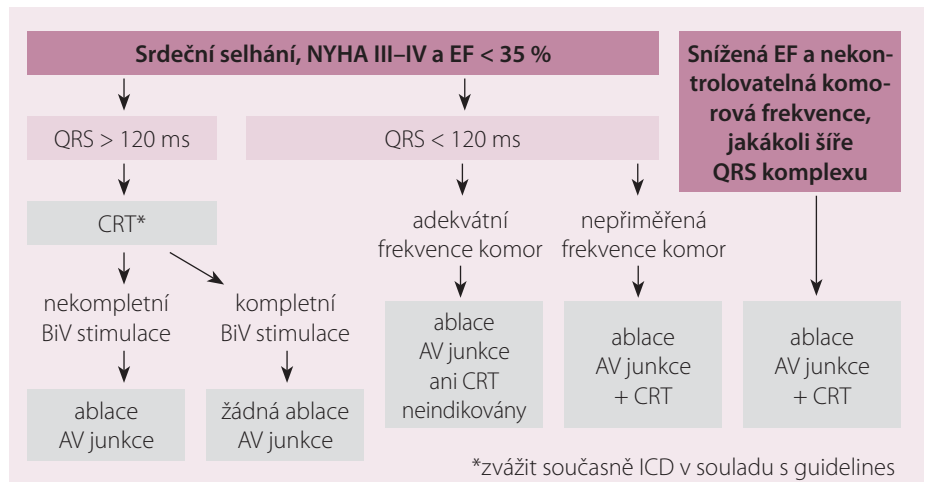 Srdeční selhání, NYHA III–IV a EF < 35 %
QRS > 120 ms
QRS < 120 ms
CRT*
nekompletní
BiV stimulace
kompletní
BiV stimulace
ablace
AV junkce
žádná ablace
AV junkce
adekvátní
frekvence komor
nepřiměřená
frekvence komor
ablace
AV junkce
ani CRT
neindikovány
ablace
AV junkce
+ CRT
Snížená EF a nekon-
trolovatelná komo-
rová frekvence,
jakákoli šíře
QRS komplexu
ablace
AV junkce
+ CRT
*zvážit současně ICD v souladu s guidelines